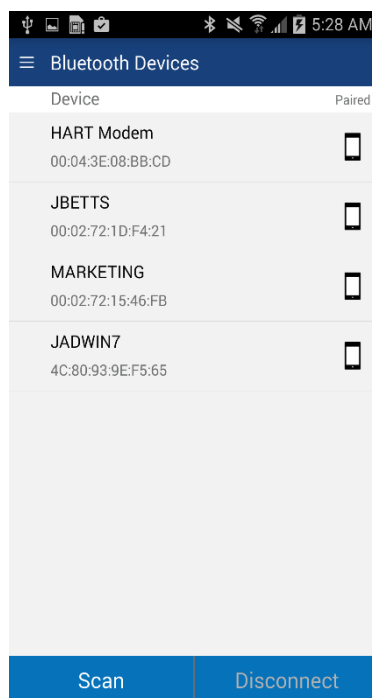 5:28 AM
Bluetooth Devices
Device Paired
HART Modem
00:04:3E:08:BB:CD
JBETTS
00:02:72:1D:F4:21
MARKETING
00:02:72:15:46:FB
JADWIN7
4C:80:93:9E:F5:65
Scan Disconnect